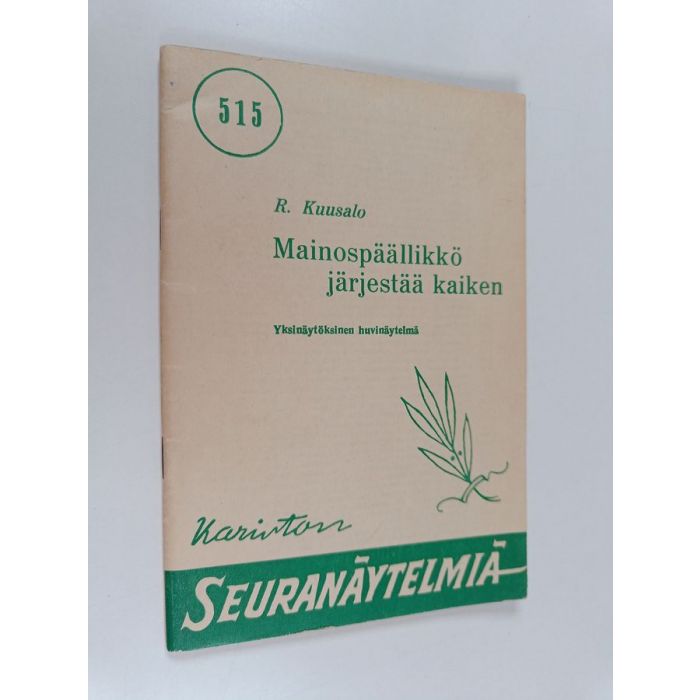 515
R. Kuusalo
Mainospäällikkö
järjestää kaiken
Yksinäytöksinen huvinäytelmä
Kariston
SEURANÄYTELMIÄ